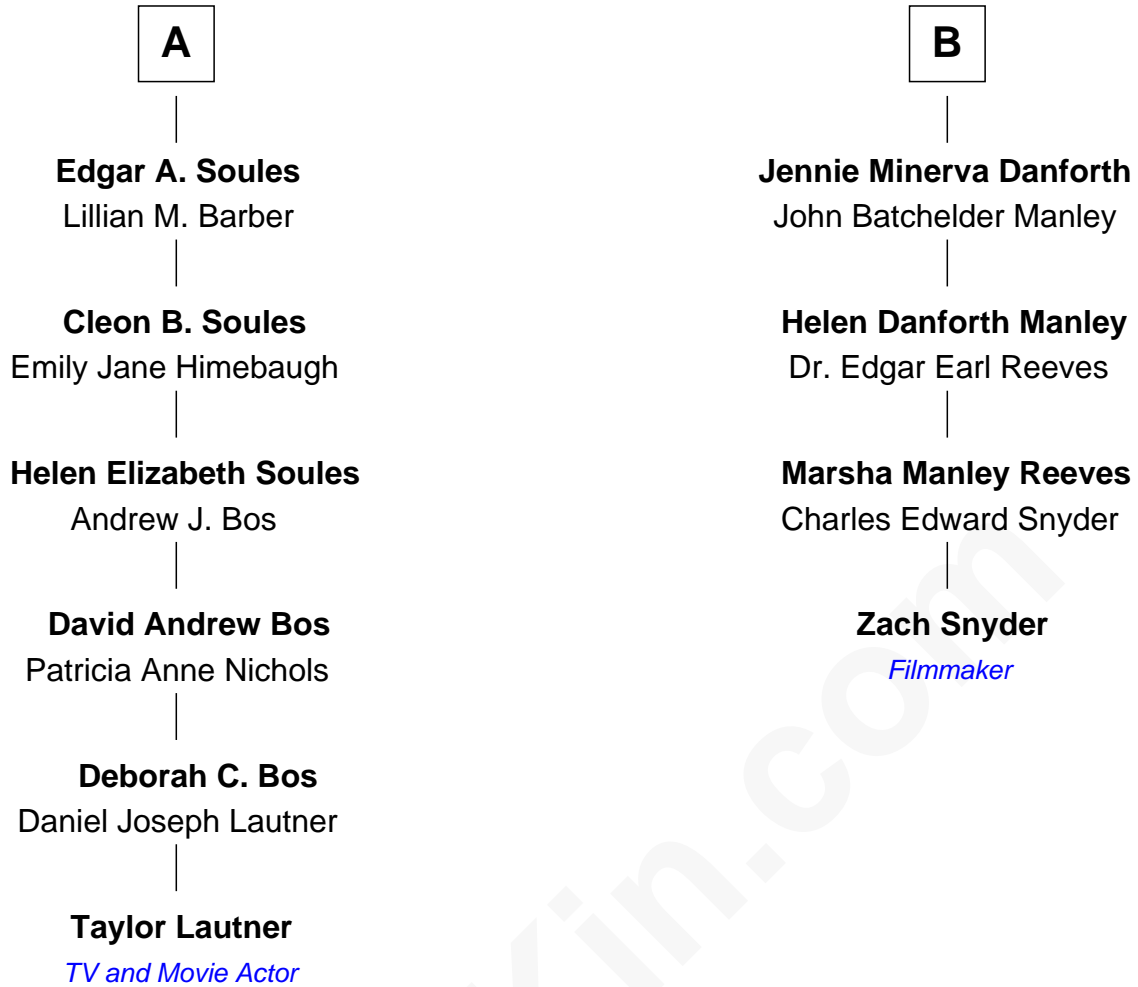 A
Edgar A. Soules
Lillian M. Barber
Cleon B. Soules
Emily Jane Himebaugh
Helen Elizabeth Soules
Andrew J. Bos
David Andrew Bos
Patricia Anne Nichols
Deborah C. Bos
Daniel Joseph Lautner
Taylor Lautner
TV and Movie Actor
B
Jennie Minerva Danforth
John Batchelder Manley
Helen Danforth Manley
Dr. Edgar Earl Reeves
Marsha Manley Reeves
Charles Edward Snyder
Zach Snyder
Filmmaker
Kin.com